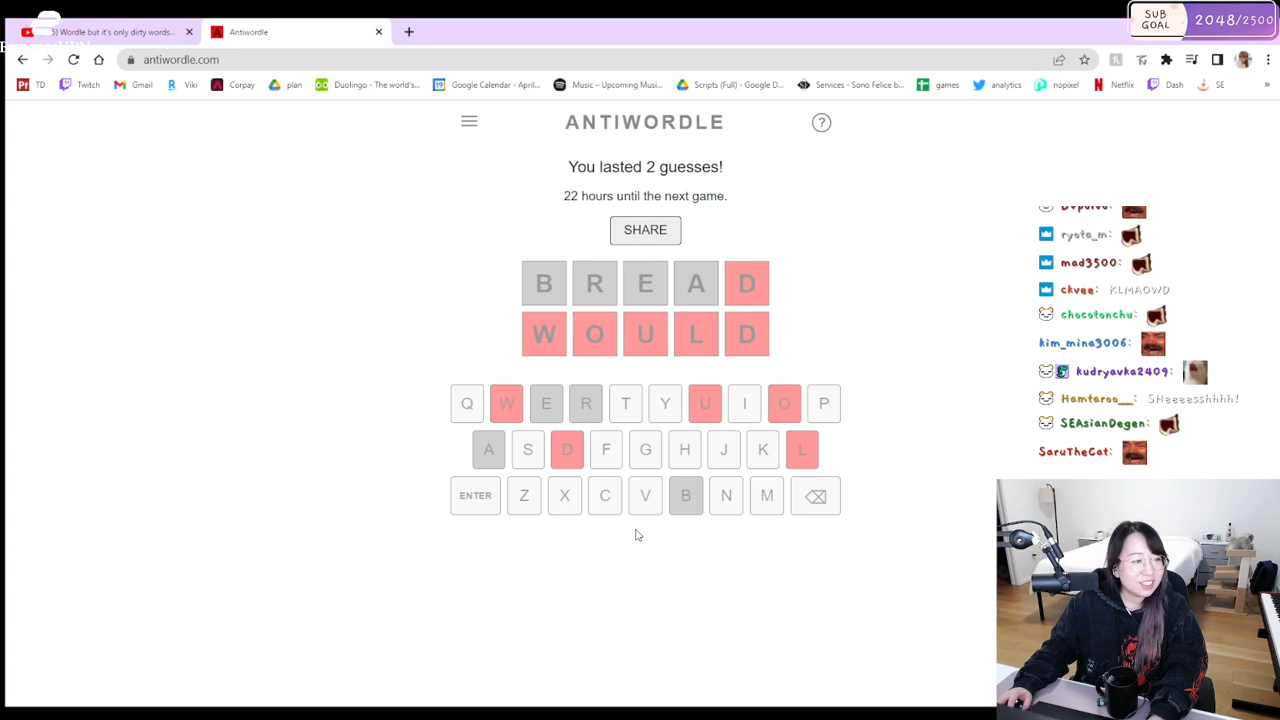 SUB
GOAL
2048/2500
5) Wordle but it's only dirty words...
Antiwordle
antiwordle.com
TD
Twitch
Gmail
Viki
Corpay
plan
Duolingo - The world's...
Google Calendar - April...
Music – Upcoming Musi...
Scripts (Full) - Google D...
Services - Sono Felice b...
games
analytics
nopixel
Netflix
Dash
SE
»
ANTIWORDLE
?
You lasted 2 guesses!
22 hours until the next game.
SHARE
B R E A D
W O U L D
Q W E R T Y U I O P
A S D F G H J K L
ENTER Z X C V B N M
ryota_m:
mad3500:
ckvee: KLMAOWD
chocotonchu:
kim_mina3006:
kudryavka2409:
Hamtaroo__: SHeeeesshhhh!
SEAsianDegen:
SaruTheCat: